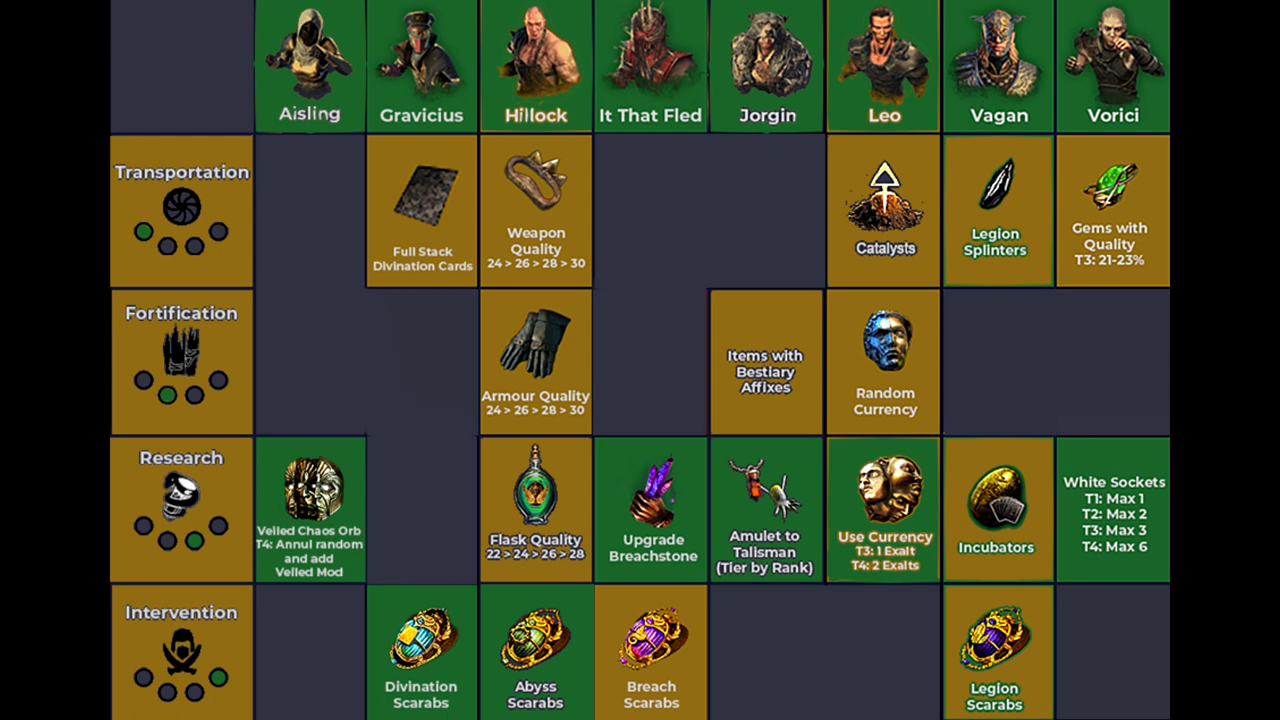 Aisling
Gravicius
Hillock
It That Fled
Jorgin
Leo
Vagan
Vorici
Transportation
Full Stack
Divination Cards
Weapon
Quality
24 > 26 > 28 > 30
Catalysts
Legion
Splinters
Gems with
Quality
T3: 21-23%
Fortification
Armour Quality
24 > 26 > 28 > 30
Items with
Bestiary
Affixes
Random
Currency
Research
Veiled Chaos Orb
T4: Annul random
and add
Veiled Mod
Flask Quality
22 > 24 > 26 > 28
Upgrade
Breachstone
Amulet to
Talisman
(Tier by Rank)
Use Currency
T3: 1 Exalt
T4: 2 Exalts
Incubators
White Sockets
T1: Max 1
T2: Max 2
T3: Max 3
T4: Max 6
Intervention
Divination
Scarabs
Abyss
Scarabs
Breach
Scarabs
Legion
Scarabs